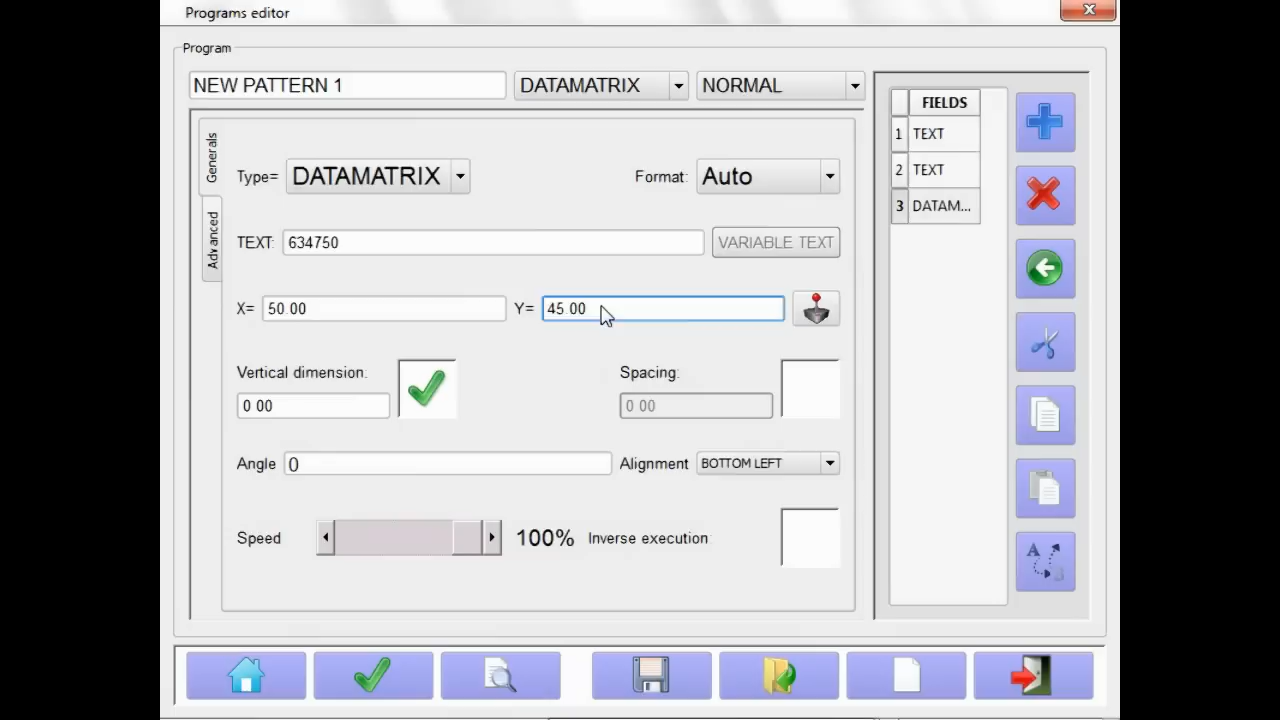 Programs editor
Program
NEW PATTERN 1 DATAMATRIX NORMAL
FIELDS
1 TEXT
2 TEXT
3 DATAM...
Generals
Advanced
Type= DATAMATRIX Format: Auto
TEXT: 634750 VARIABLE TEXT
X= 50.00 Y= 45.00
Vertical dimension: Spacing:
0.00 0.00
Angle 0 Alignment BOTTOM LEFT
Speed 100% Inverse execution
A B